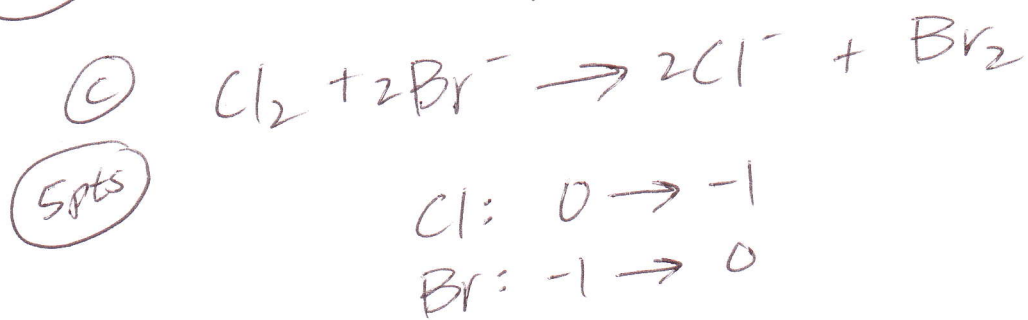 ⓒ Cl₂ + 2Br⁻ → 2Cl⁻ + Br₂
5pts
Cl: 0 → -1
Br: -1 → 0